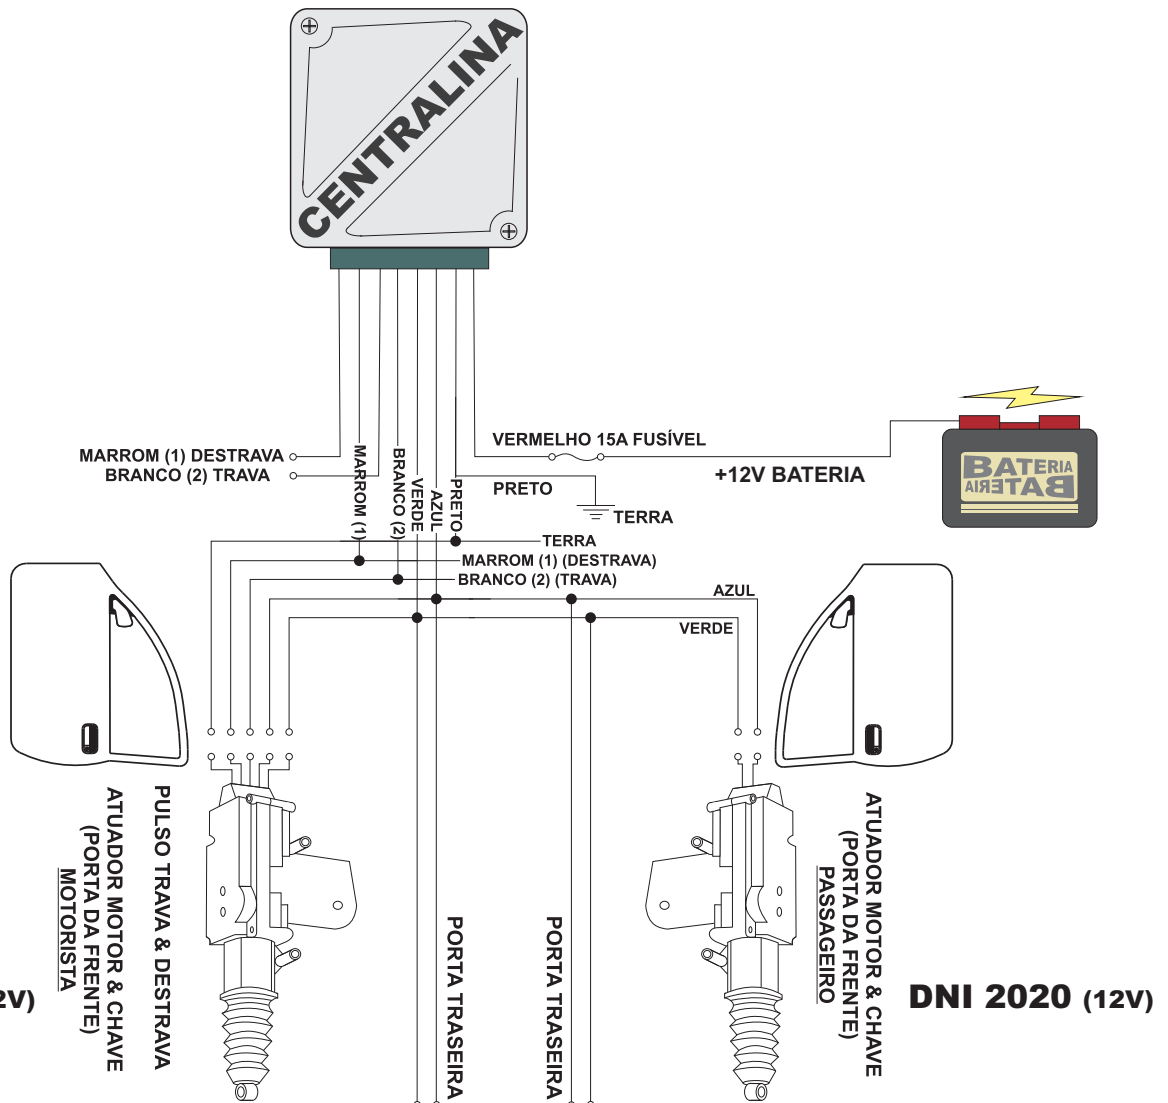 CENTRALINA
MARROM (1) DESTRAVA
BRANCO (2) TRAVA
MARROM (1)
BRANCO (2)
VERDE
AZUL
PRETO
VERMELHO 15A FUSÍVEL
+12V BATERIA
PRETO
TERRA
BATERIA
BATERIA
TERRA
MARROM (1) (DESTRAVA)
BRANCO (2) (TRAVA)
AZUL
VERDE
PULSO TRAVA & DESTRAVA
ATUADOR MOTOR & CHAVE
(PORTA DA FRENTE)
MOTORISTA
PORTA TRASEIRA
PORTA TRASEIRA
ATUADOR MOTOR & CHAVE
(PORTA DA FRENTE)
PASSAGEIRO
2V)
DNI 2020 (12V)